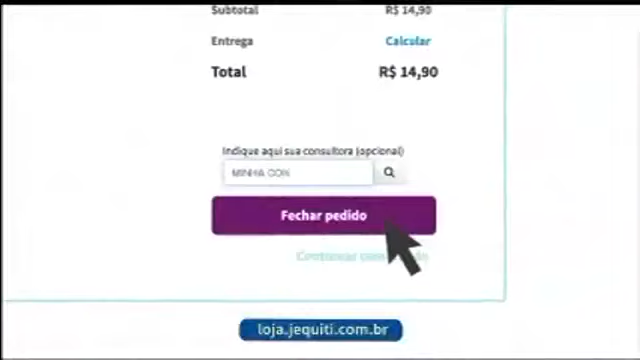 Subtotal R$ 14,90
Entrega Calcular
Total R$ 14,90
Indique aqui sua consultora (opcional)
MINHA CON
Fechar pedido
loja.jequiti.com.br